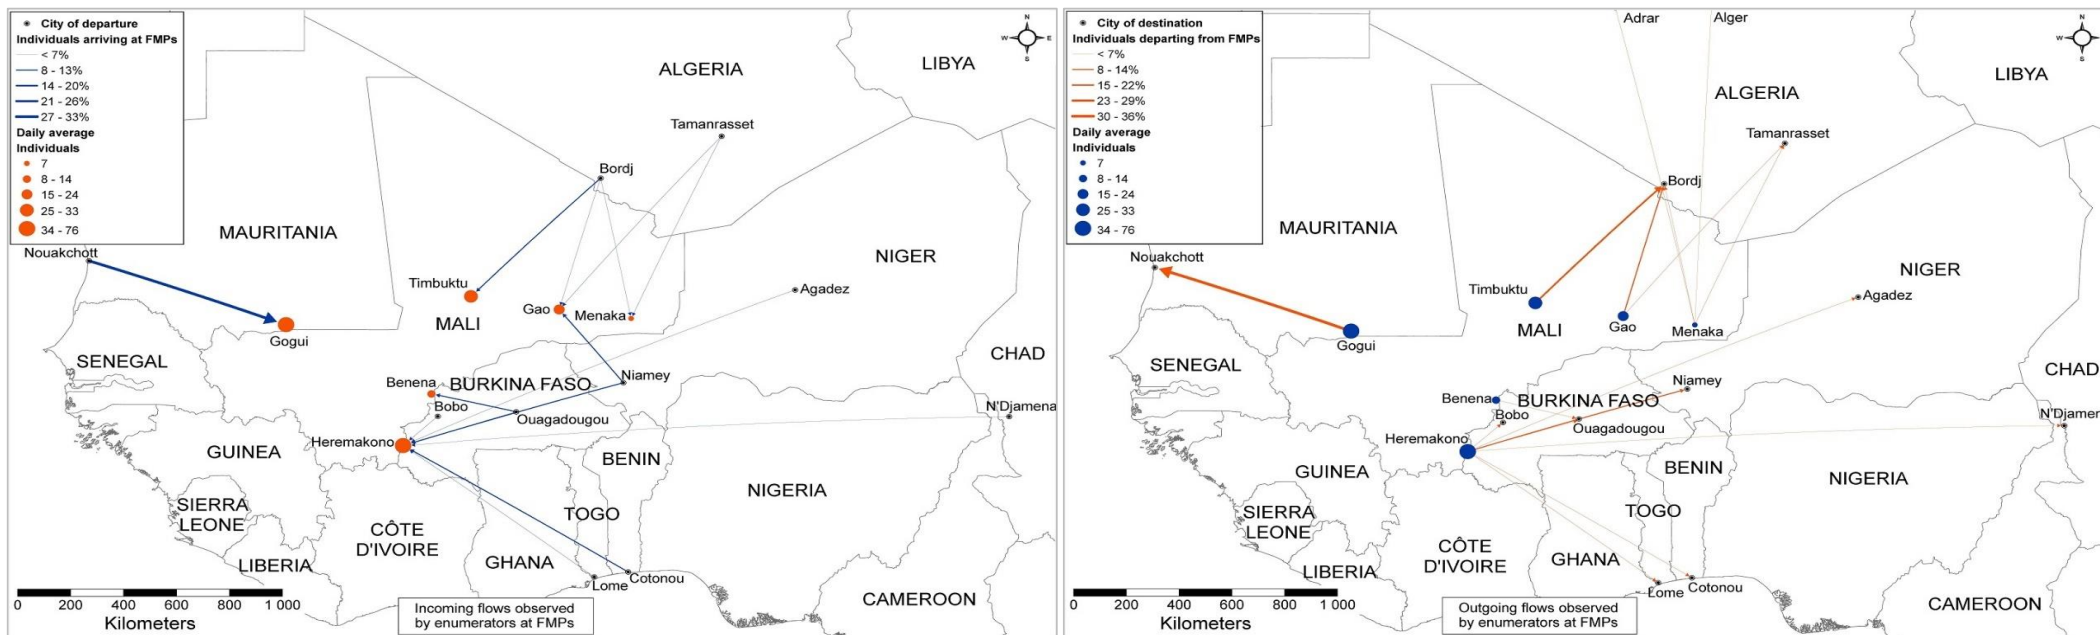 City of departure
Individuals arriving at FMPs
< 7%
8 - 13%
14 - 20%
21 - 26%
27 - 33%
Daily average
Individuals
7
8 - 14
15 - 24
25 - 33
34 - 76
N
W E
S
ALGERIA
LIBYA
Tamanrasset
Bordj
MAURITANIA
Nouakchott
NIGER
Timbuktu
Agadez
Gao
Menaka
MALI
Gogui
SENEGAL
CHAD
Benena
BURKINA FASO
Niamey
Bobo
Ouagadougou
N'Djamena
Heremakono
GUINEA
BENIN
NIGERIA
SIERRA
LEONE
TOGO
CÔTE
D'IVOIRE
GHANA
LIBERIA
Lome
Cotonou
CAMEROON
0 200 400 600 800 1 000
Kilometers
Incoming flows observed
by enumerators at FMPs
City of destination
Individuals departing from FMPs
< 7%
8 - 14%
15 - 22%
23 - 29%
30 - 36%
Daily average
Individuals
7
8 - 14
15 - 24
25 - 33
34 - 76
Adrar
Alger
N
W E
S
LIBYA
ALGERIA
Tamanrasset
Bordj
MAURITANIA
Nouakchott
NIGER
Timbuktu
Agadez
Gao
Menaka
MALI
Gogui
SENEGAL
CHAD
Niamey
Benena
BURKINA FASO
Bobo
Ouagadougou
N'Djamen
Heremakono
GUINEA
BENIN
NIGERIA
SIERRA
LEONE
TOGO
CÔTE
D'IVOIRE
GHANA
LIBERIA
Lome
Cotonou
CAMEROON
0 200 400 600 800 1 000
Kilometers
Outgoing flows observed
by enumerators at FMPs